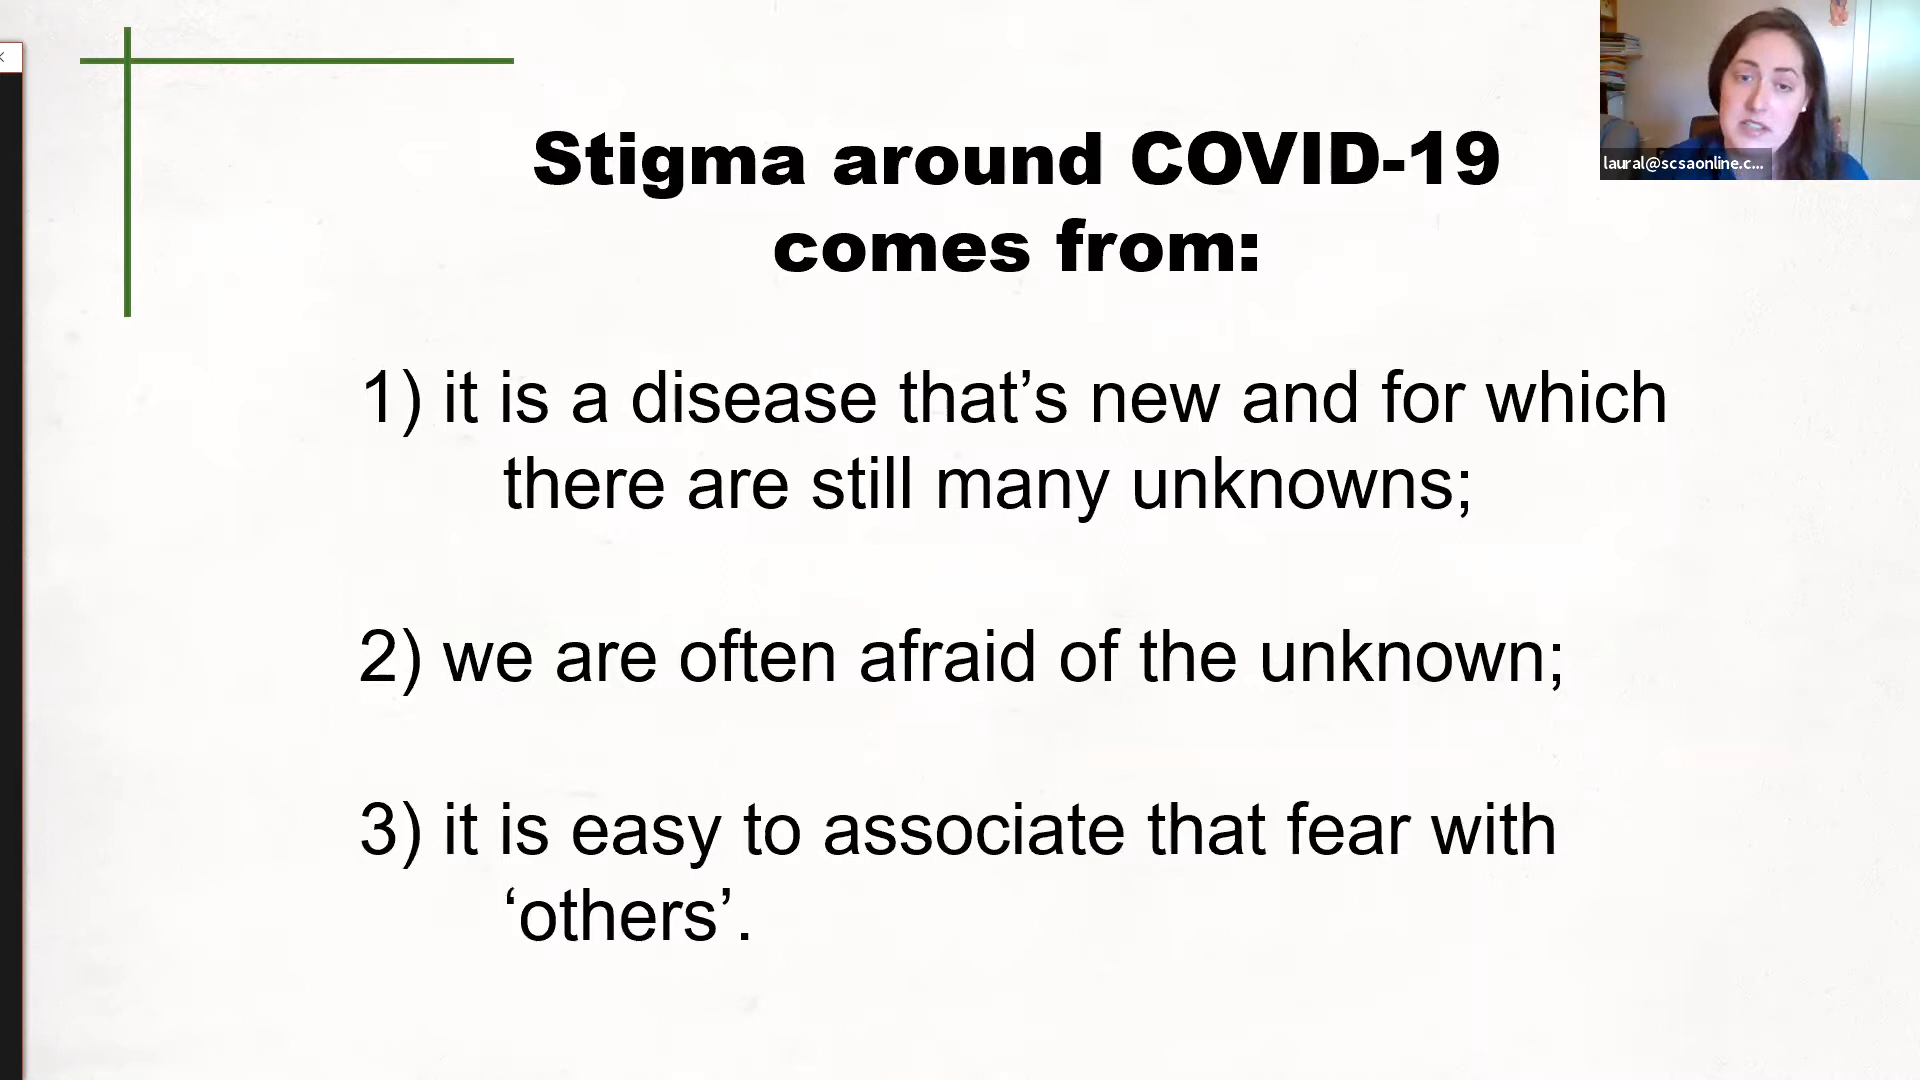 Stigma around COVID-19
comes from:
laural@scsaonline.c...
1) it is a disease that’s new and for which
there are still many unknowns;
2) we are often afraid of the unknown;
3) it is easy to associate that fear with
‘others’.